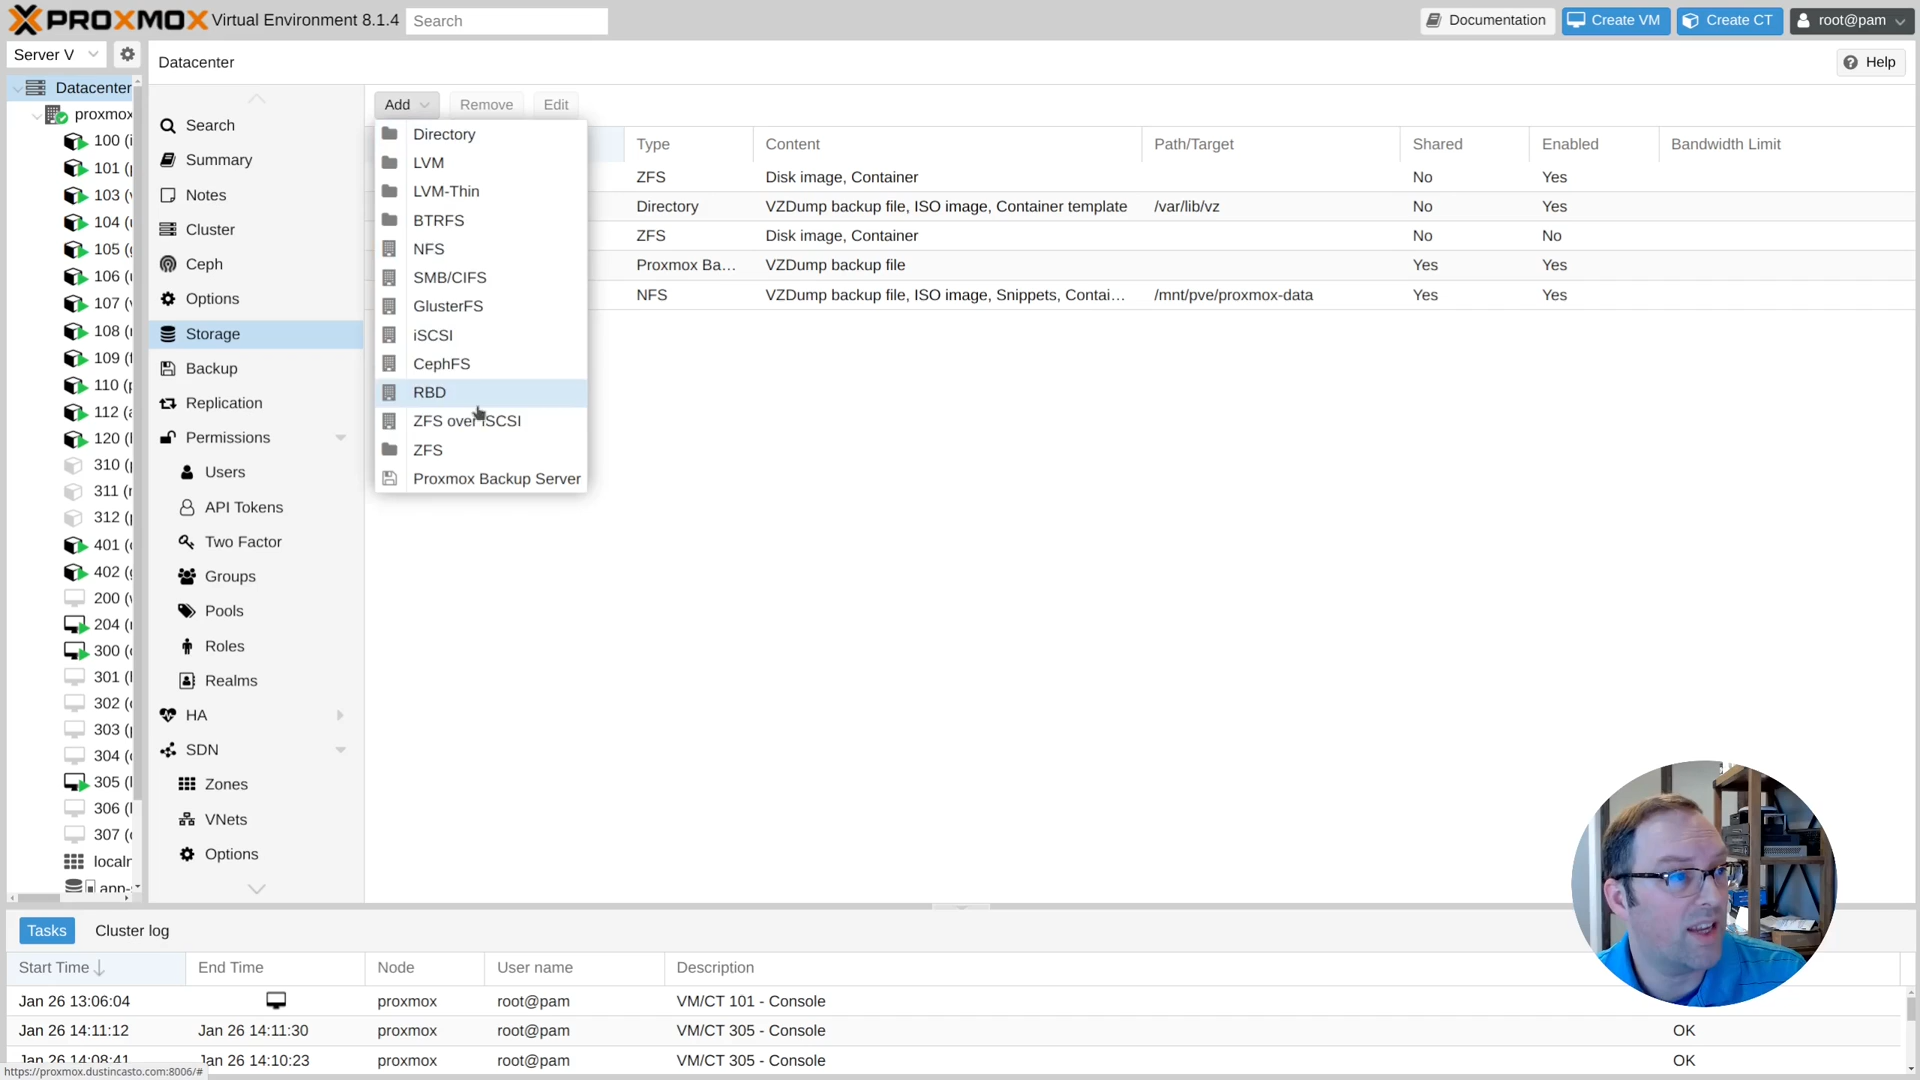 PROXMOX Virtual Environment 8.1.4 Search Documentation Create VM Create CT root@pam
Server V
Datacenter
Help
Datacenter
proxmox
100 (i
101 (p
103 (v
104 (
105 (g
106 (
107 (v
108 (r
109 (f
110 (p
112 (a
120 (h
310 (p
311 (r
312 (p
401 (c
402 (g
200 (v
204 (r
300 (c
301 (h
302 (
303 (p
304 (c
305 (l
306 (h
307 (c
localr
app-
Search
Summary
Notes
Cluster
Ceph
Options
Storage
Backup
Replication
Permissions
Users
API Tokens
Two Factor
Groups
Pools
Roles
Realms
HA
SDN
Zones
VNets
Options
Add Remove Edit
Directory
LVM
LVM-Thin
BTRFS
NFS
SMB/CIFS
GlusterFS
iSCSI
CephFS
RBD
ZFS over iSCSI
ZFS
Proxmox Backup Server
Type Content Path/Target Shared Enabled Bandwidth Limit
ZFS Disk image, Container No Yes
Directory VZDump backup file, ISO image, Container template /var/lib/vz No Yes
ZFS Disk image, Container No No
Proxmox Ba... VZDump backup file Yes Yes
NFS VZDump backup file, ISO image, Snippets, Contai... /mnt/pve/proxmox-data Yes Yes
Tasks Cluster log
Start Time End Time Node User name Description
Jan 26 13:06:04 proxmox root@pam VM/CT 101 - Console
Jan 26 14:11:12 Jan 26 14:11:30 proxmox root@pam VM/CT 305 - Console OK
Jan 26 14:08:41 Jan 26 14:10:23 proxmox root@pam VM/CT 305 - Console OK
https://proxmox.dustincasto.com:8006/#